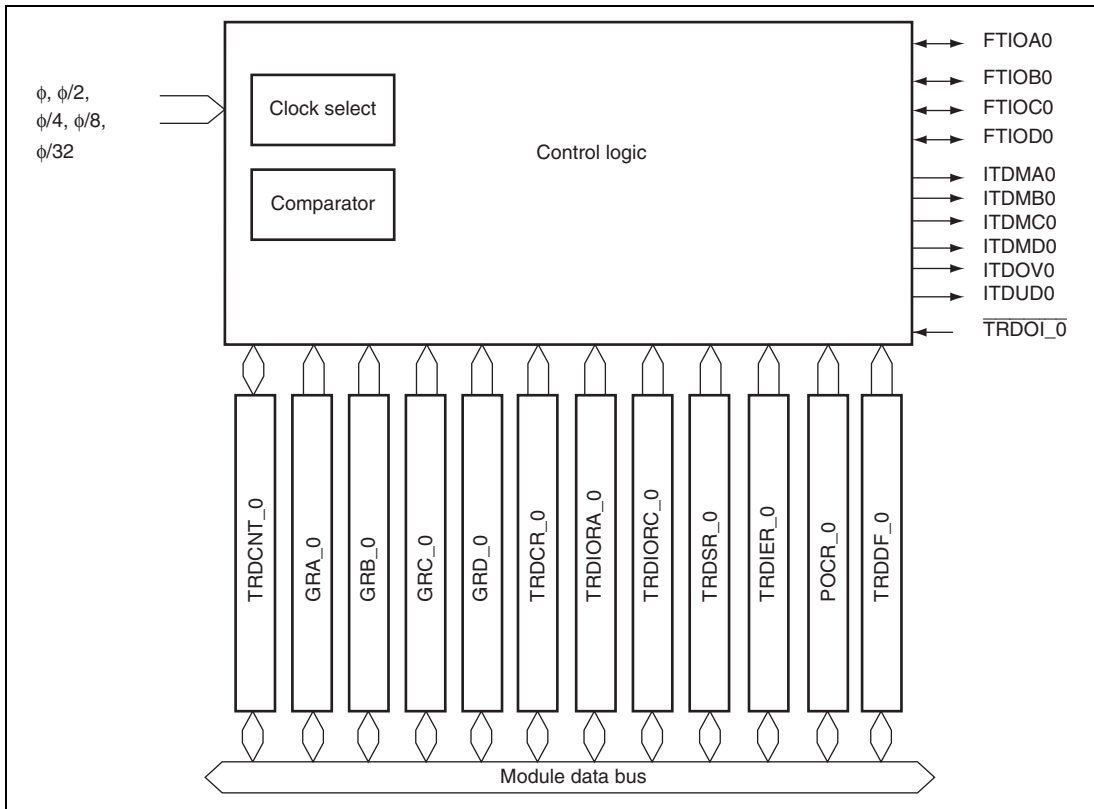 ϕ, ϕ/2,
ϕ/4, ϕ/8,
ϕ/32
Clock select
Comparator
Control logic
FTIOA0
FTIOB0
FTIOC0
FTIOD0
ITDMA0
ITDMB0
ITDMC0
ITDMD0
ITDOV0
ITDUD0
TRDOI_0
TRDCNT_0
GRA_0
GRB_0
GRC_0
GRD_0
TRDCR_0
TRDIORA_0
TRDIORC_0
TRDSR_0
TRDIER_0
POCR_0
TRDDF_0
Module data bus